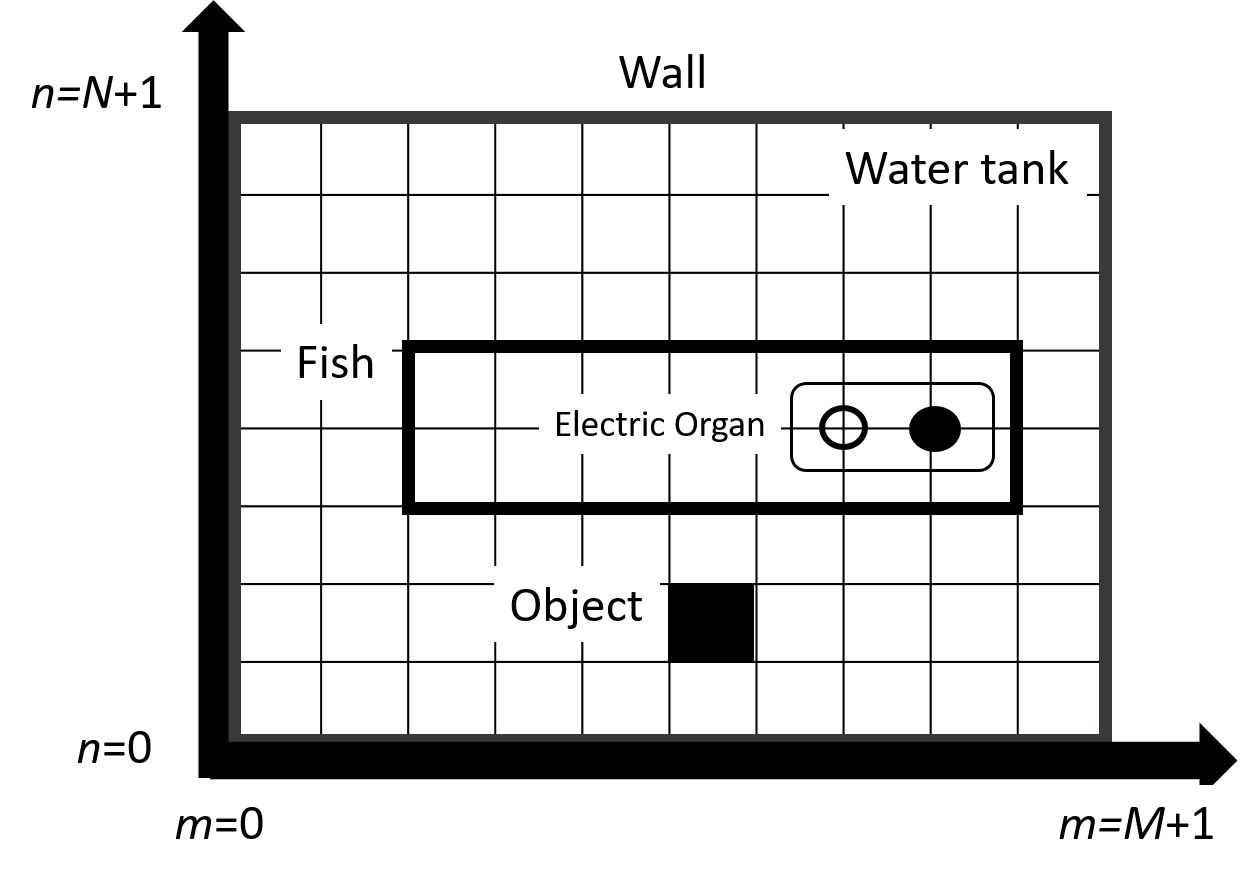 Wall
n=N+1
Water tank
Fish
Electric Organ
Object
n=0
m=0
m=M+1